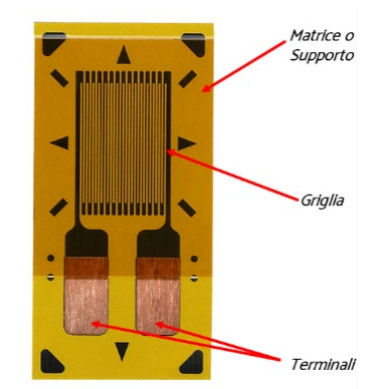 Matrice o
Supporto
Griglia
Terminali